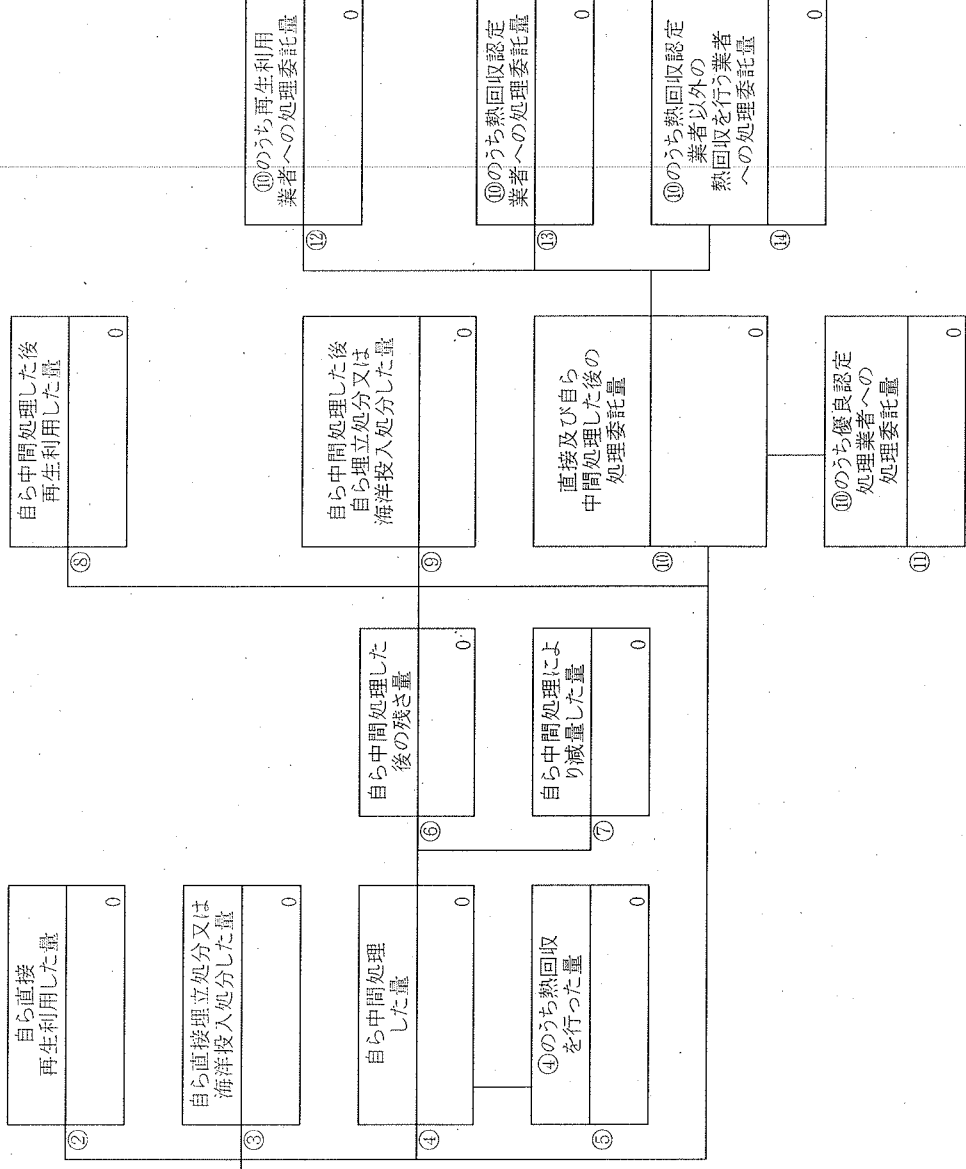 ②
自ら直接
再生利用した量
0
③
自ら直接埋立処分又は
海洋投入処分した量
0
④
自ら中間処理
した量
0
⑤
④のうち熱回収
を行った量
0
⑥
自ら中間処理した
後の残さ量
0
⑦
自ら中間処理によ
り減量した量
0
⑧
自ら中間処理した後
再生利用した量
0
⑨
自ら中間処理した後
自ら埋立処分又は
海洋投入処分した量
0
⑩
直接及び自ら
中間処理した後の
処理委託量
0
⑪
⑩のうち優良認定
処理業者への
処理委託量
0
⑫
⑩のうち再生利用
業者への処理委託量
0
⑬
⑩のうち熱回収認定
業者への処理委託量
0
⑭
⑩のうち熱回収認定
業者以外の
熱回収を行う業者
への処理委託量
0